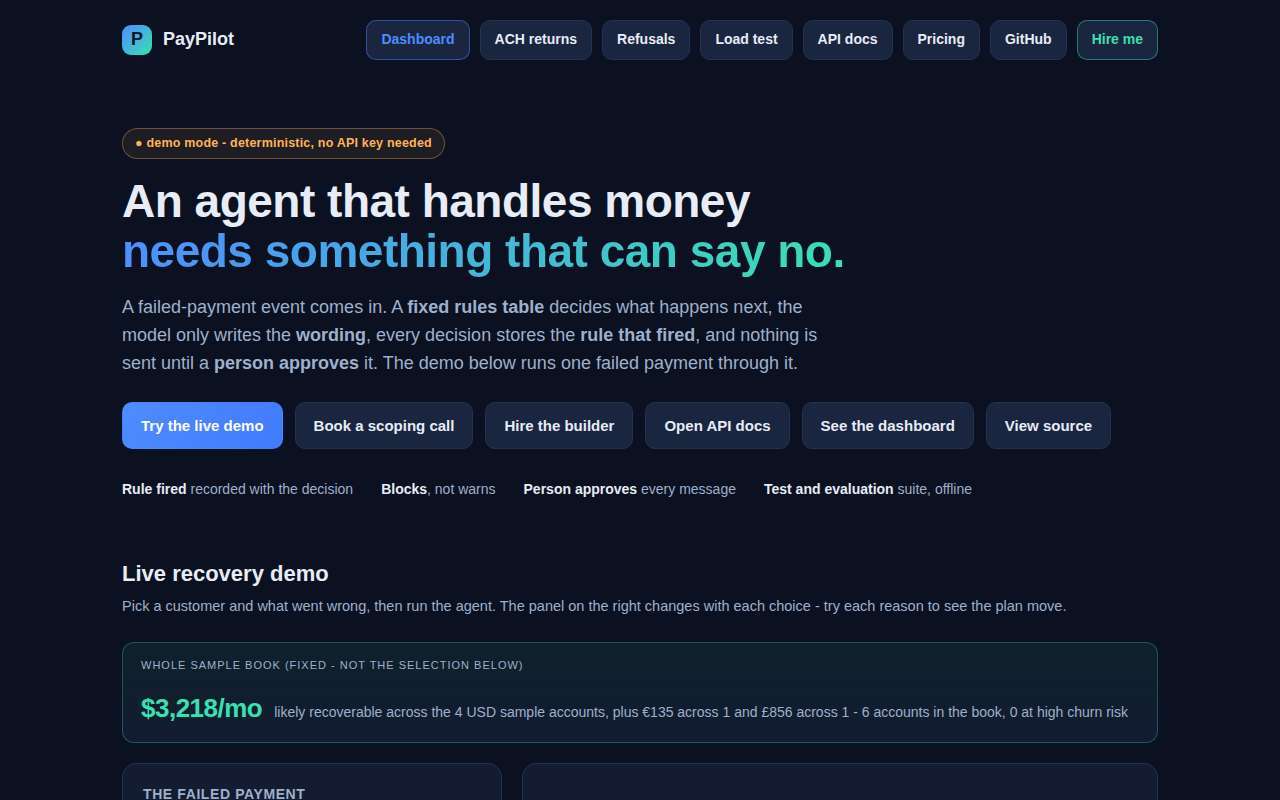 P PayPilot Dashboard ACH returns Refusals Load test API docs Pricing GitHub Hire me
● demo mode - deterministic, no API key needed
An agent that handles money
needs something that can say no.
A failed-payment event comes in. A fixed rules table decides what happens next, the
model only writes the wording, every decision stores the rule that fired, and nothing is
sent until a person approves it. The demo below runs one failed payment through it.
Try the live demo Book a scoping call Hire the builder Open API docs See the dashboard View source
Rule fired recorded with the decision Blocks, not warns Person approves every message Test and evaluation suite, offline
Live recovery demo
Pick a customer and what went wrong, then run the agent. The panel on the right changes with each choice - try each reason to see the plan move.
WHOLE SAMPLE BOOK (FIXED - NOT THE SELECTION BELOW)
$3,218/mo likely recoverable across the 4 USD sample accounts, plus €135 across 1 and £856 across 1 - 6 accounts in the book, 0 at high churn risk
THE FAILED PAYMENT